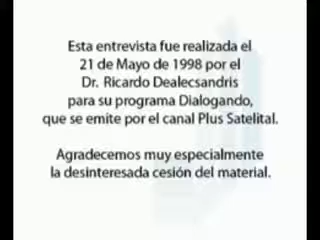 Esta entrevista fue realizada el
21 de Mayo de 1998 por el
Dr. Ricardo Dealecsandris
para su programa Dialogando,
que se emite por el canal Plus Satelital.
Agradecemos muy especialmente
la desinteresada cesión del material.